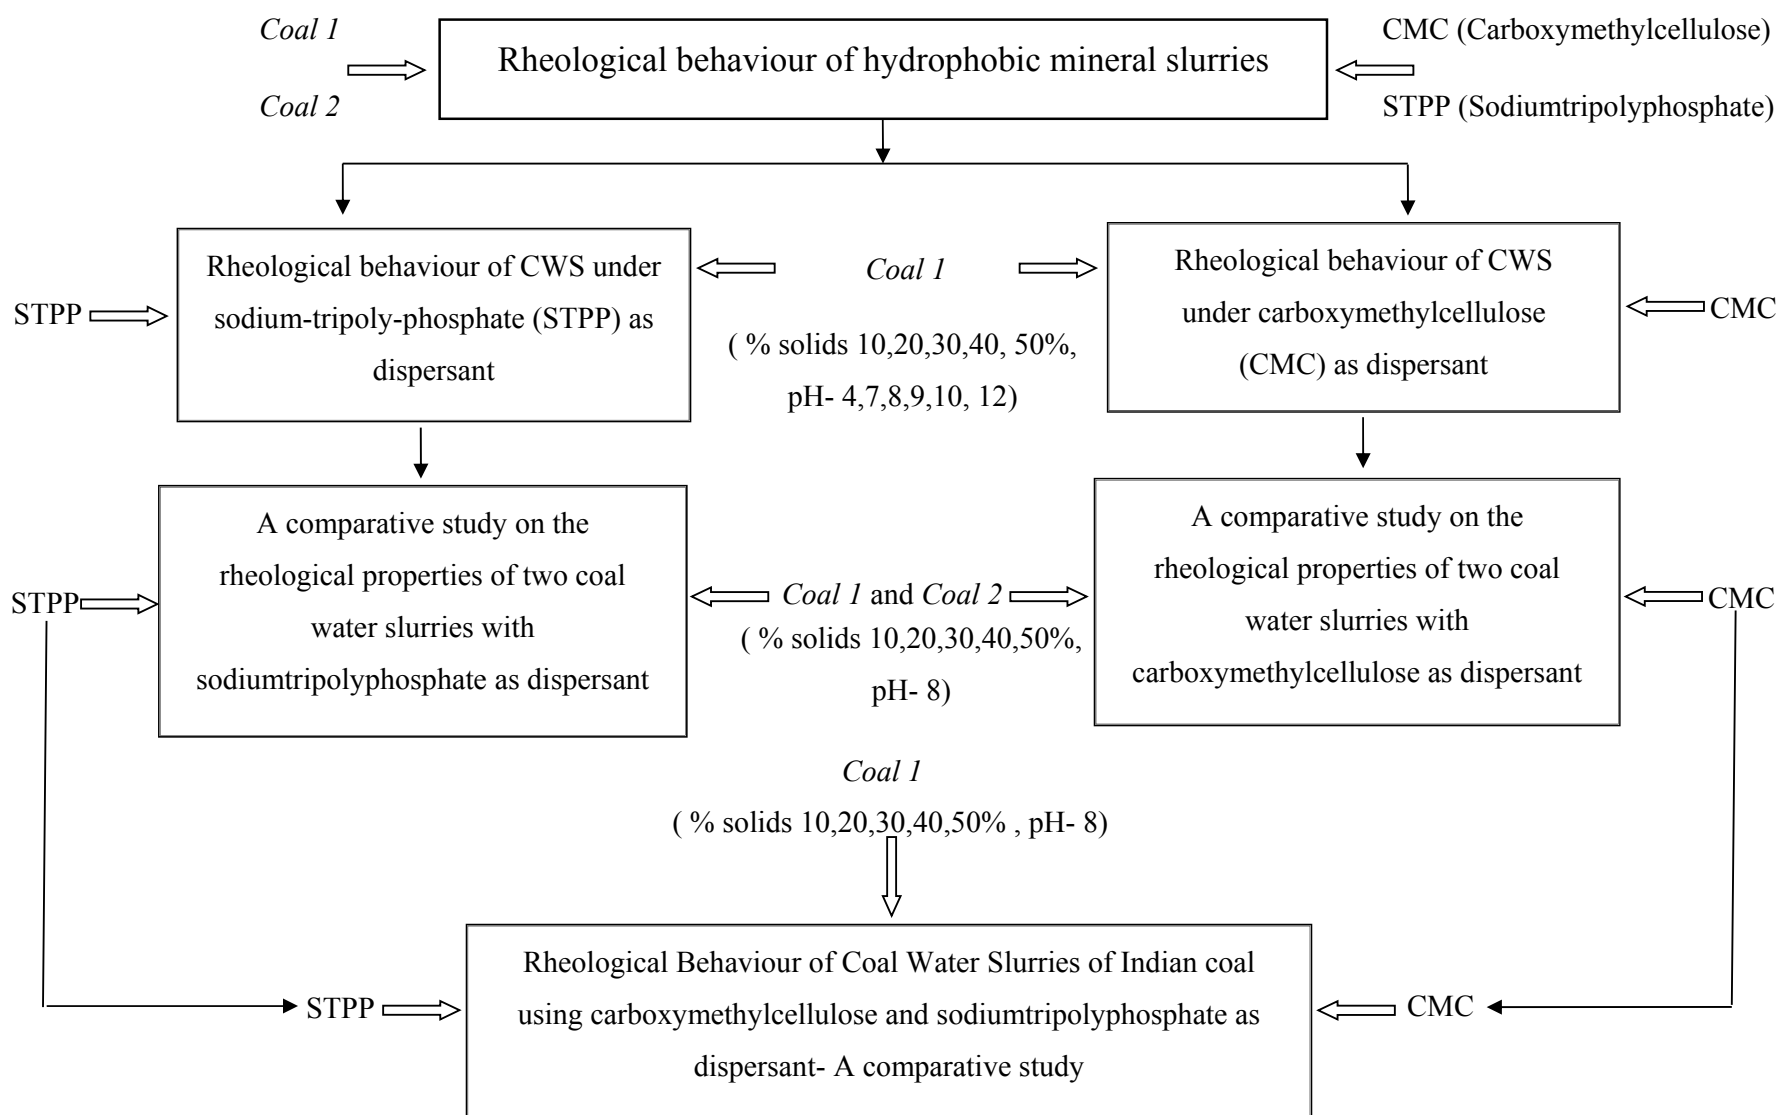 Coal 1
Rheological behaviour of hydrophobic mineral slurries
CMC (Carboxymethylcellulose)
Coal 2
STPP (Sodiumtripolyphosphate)
STPP
Rheological behaviour of CWS under
sodium-tripoly-phosphate (STPP) as
dispersant
Coal 1
( % solids 10,20,30,40, 50%,
pH- 4,7,8,9,10, 12)
Rheological behaviour of CWS
under carboxymethylcellulose
(CMC) as dispersant
CMC
STPP
A comparative study on the
rheological properties of two coal
water slurries with
sodiumtripolyphosphate as dispersant
Coal 1 and Coal 2
( % solids 10,20,30,40,50%,
pH- 8)
A comparative study on the
rheological properties of two coal
water slurries with
carboxymethylcellulose as dispersant
CMC
Coal 1
( % solids 10,20,30,40,50% , pH- 8)
STPP
Rheological Behaviour of Coal Water Slurries of Indian coal
using carboxymethylcellulose and sodiumtripolyphosphate as
dispersant- A comparative study
CMC